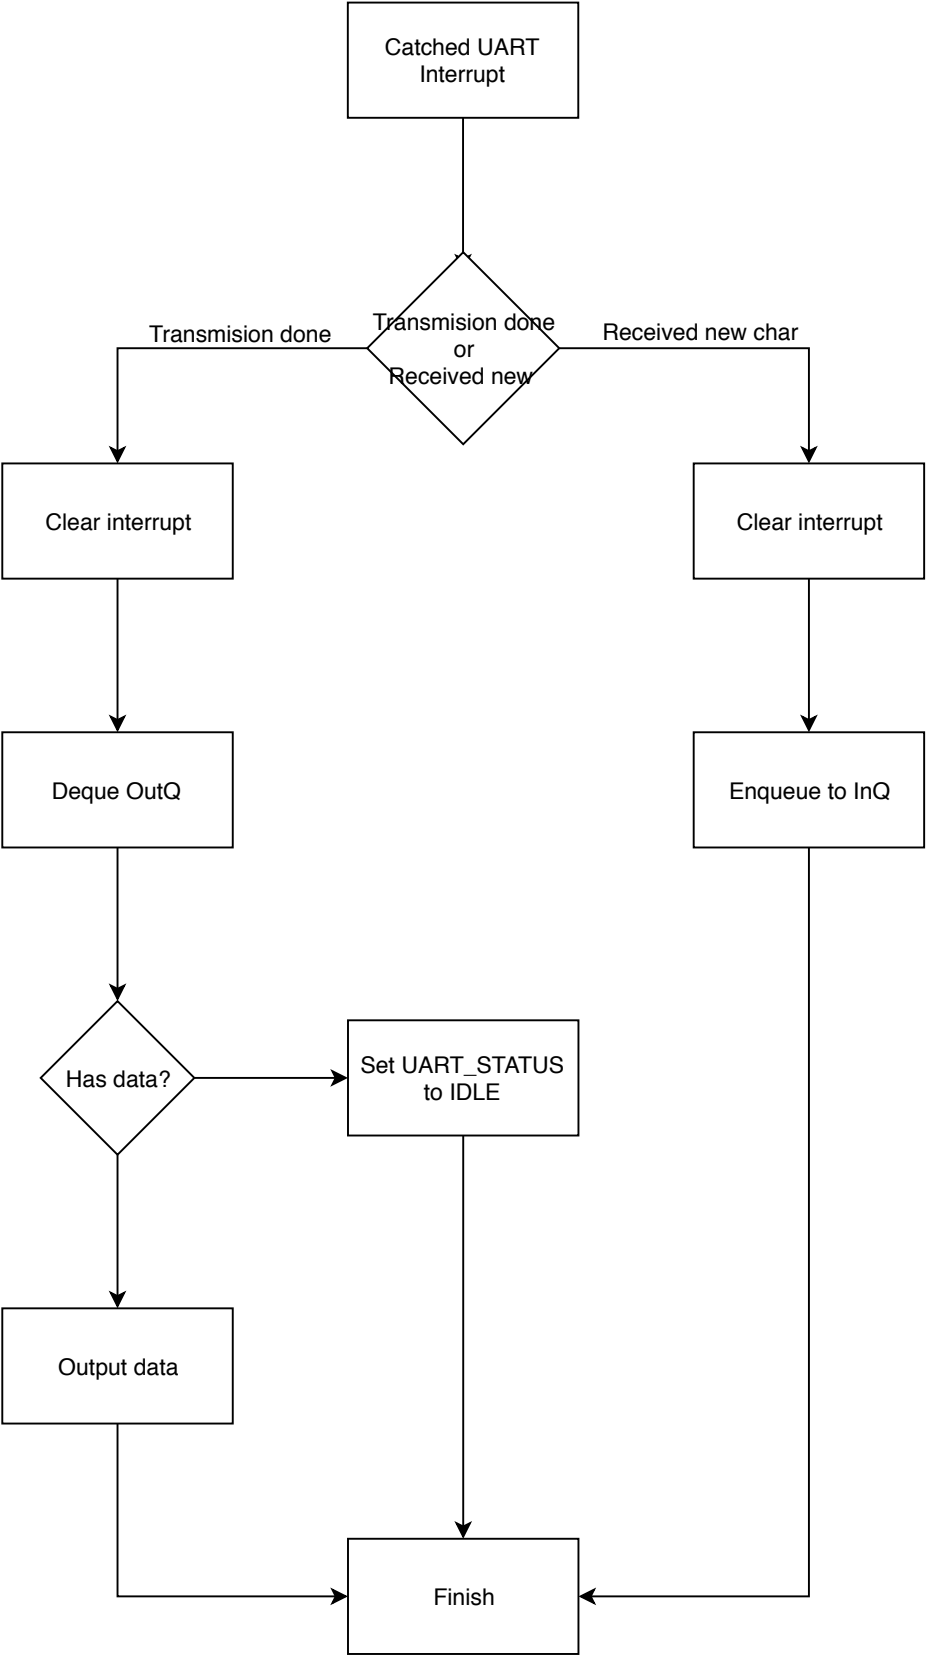 Catched UART
Interrupt
Transmision done
or
Received new
Transmision done
Received new char
Clear interrupt
Clear interrupt
Deque OutQ
Enqueue to InQ
Has data?
Set UART_STATUS
to IDLE
Output data
Finish